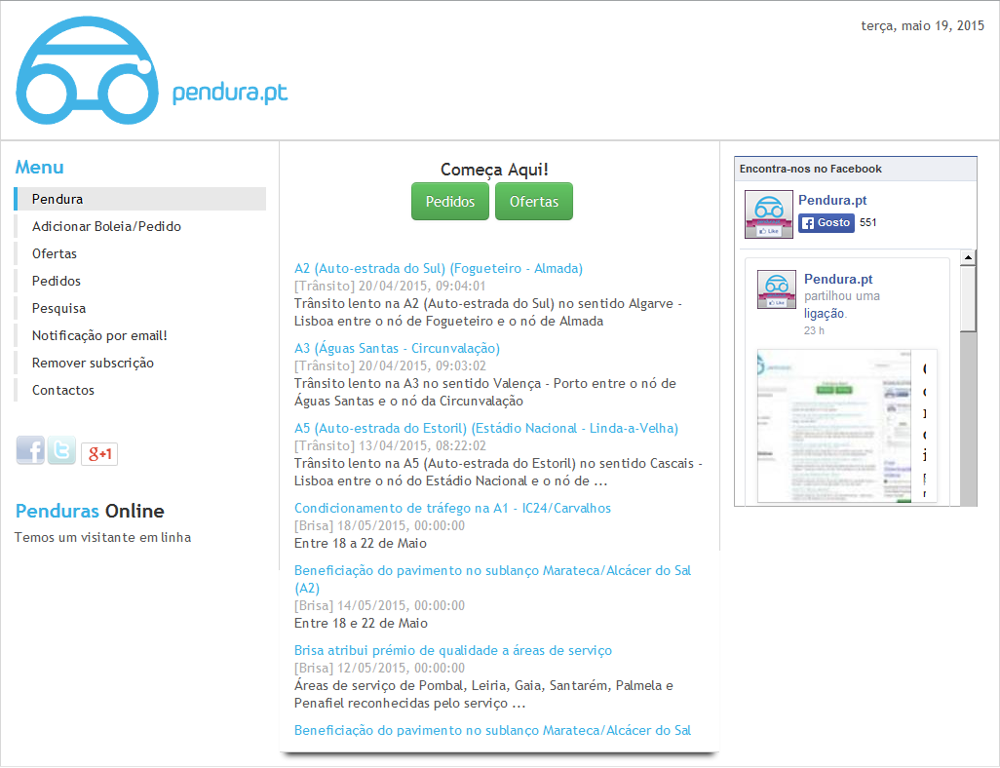 terça, maio 19, 2015
pendura.pt
Menu
Pendura
Adicionar Boleia/Pedido
Ofertas
Pedidos
Pesquisa
Notificação por email!
Remover subscrição
Contactos
g+1
Penduras Online
Temos um visitante em linha
Começa Aqui!
Pedidos Ofertas
A2 (Auto-estrada do Sul) (Fogueteiro - Almada)
[Trânsito] 20/04/2015, 09:04:01
Trânsito lento na A2 (Auto-estrada do Sul) no sentido Algarve -
Lisboa entre o nó de Fogueteiro e o nó de Almada
A3 (Águas Santas - Circunvalação)
[Trânsito] 20/04/2015, 09:03:02
Trânsito lento na A3 no sentido Valença - Porto entre o nó de
Águas Santas e o nó da Circunvalação
A5 (Auto-estrada do Estoril) (Estádio Nacional - Linda-a-Velha)
[Trânsito] 13/04/2015, 08:22:02
Trânsito lento na A5 (Auto-estrada do Estoril) no sentido Cascais -
Lisboa entre o nó do Estádio Nacional e o nó de ...
Condicionamento de tráfego na A1 - IC24/Carvalhos
[Brisa] 18/05/2015, 00:00:00
Entre 18 a 22 de Maio
Beneficiação do pavimento no sublanço Marateca/Alcácer do Sal
(A2)
[Brisa] 14/05/2015, 00:00:00
Entre 18 e 22 de Maio
Brisa atribui prémio de qualidade a áreas de serviço
[Brisa] 12/05/2015, 00:00:00
Áreas de serviço de Pombal, Leiria, Gaia, Santarém, Palmela e
Penafiel reconhecidas pelo serviço ...
Beneficiação do pavimento no sublanço Marateca/Alcácer do Sal
Encontra-nos no Facebook
Pendura.pt
Like
Gosto 551
Pendura.pt
Like
partilhou uma
ligação.
23 h